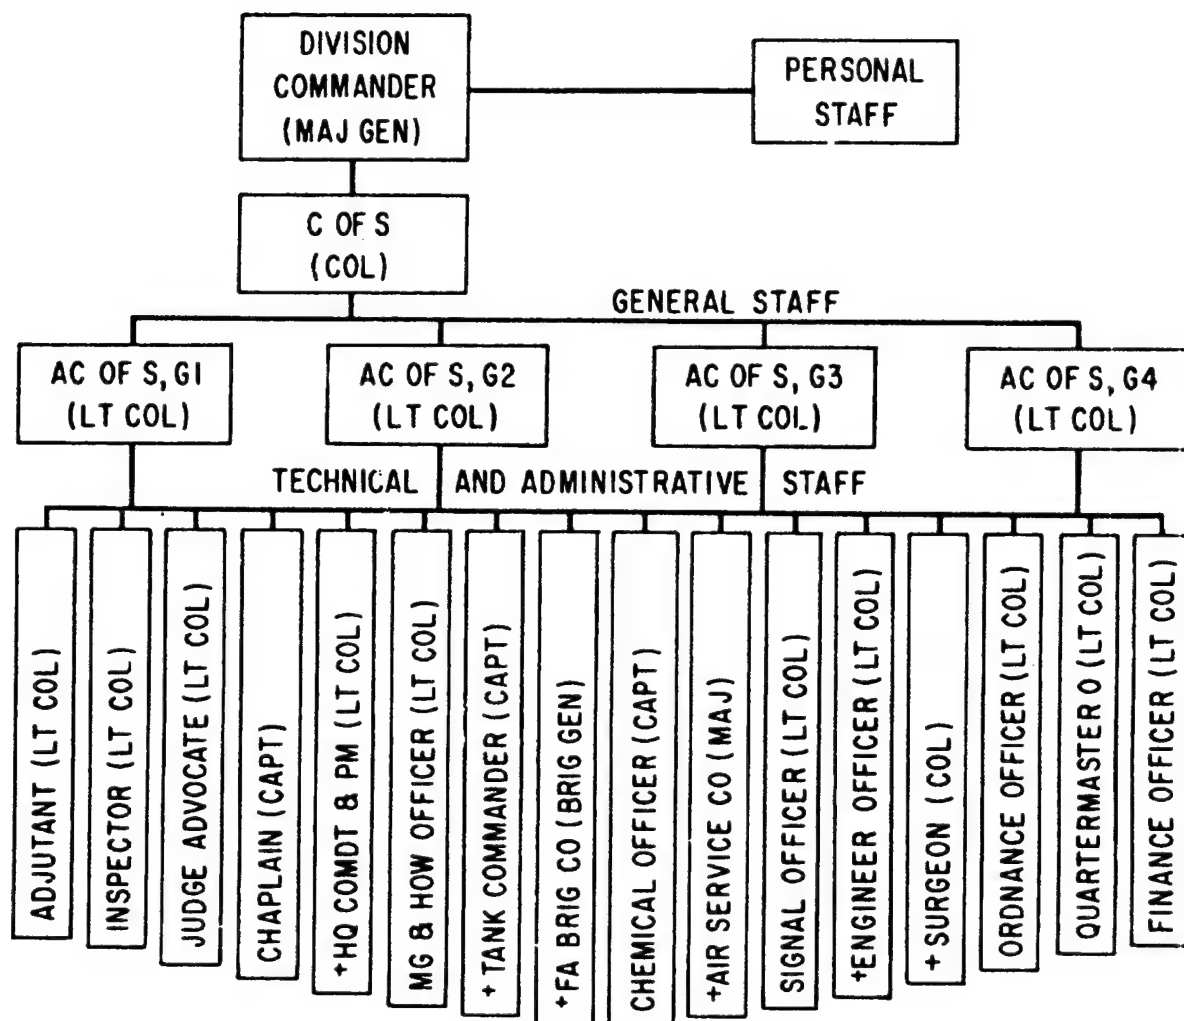 DIVISION
COMMANDER
(MAJ GEN)
PERSONAL
STAFF
C OF S
(COL)
GENERAL STAFF
AC OF S, G1
(LT COL)
AC OF S, G2
(LT COL)
AC OF S, G3
(LT COL)
AC OF S, G4
(LT COL)
TECHNICAL AND ADMINISTRATIVE STAFF
ADJUTANT (LT COL)
INSPECTOR (LT COL)
JUDGE ADVOCATE (LT COL)
CHAPLAIN (CAPT)
+HQ COMDT & PM (LT COL)
MG & HOW OFFICER (LT COL)
+ TANK COMMANDER (CAPT)
+FA BRIG CO (BRIG GEN)
CHEMICAL OFFICER (CAPT)
+AIR SERVICE CO (MAJ)
SIGNAL OFFICER (LT COL)
+ENGINEER OFFICER (LT COL)
+ SURGEON (COL)
ORDNANCE OFFICER (LT COL)
QUARTERMASTER O (LT COL)
FINANCE OFFICER (LT COL)